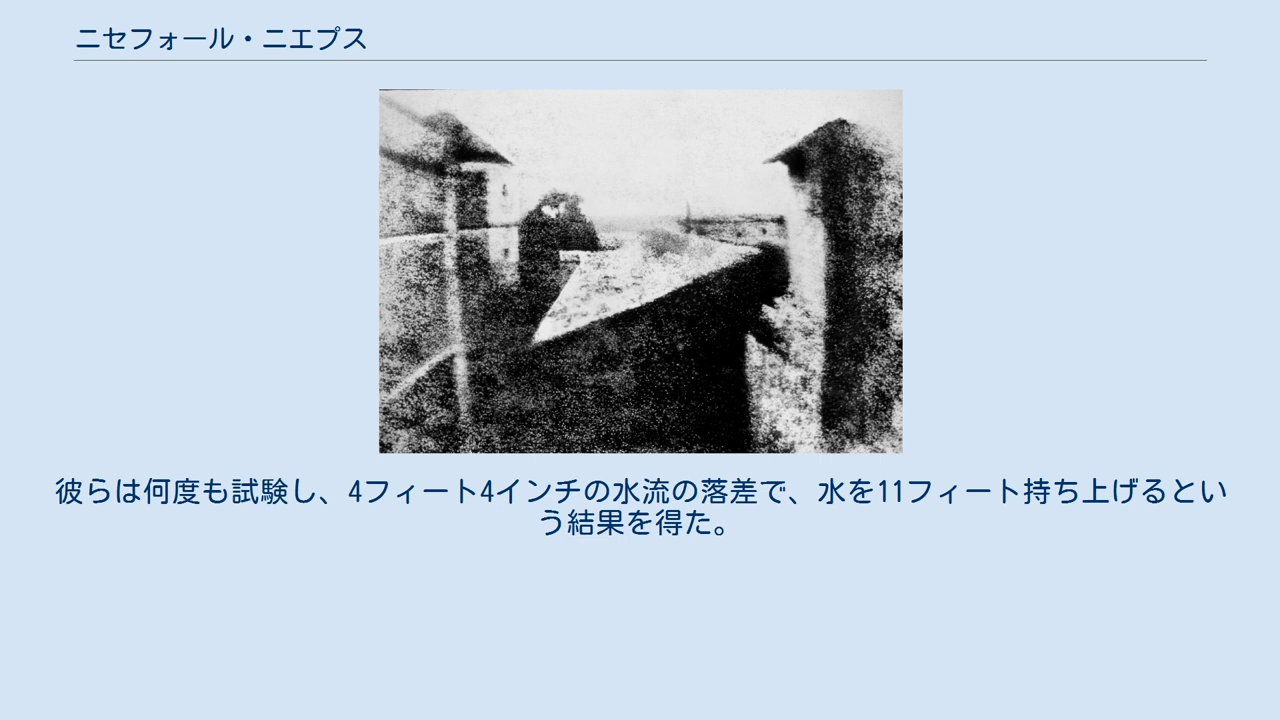 ニセフォール・ニエプス
彼らは何度も試験し、4フィート4インチの水流の落差で、水を11フィート持ち上げるとい
う結果を得た。